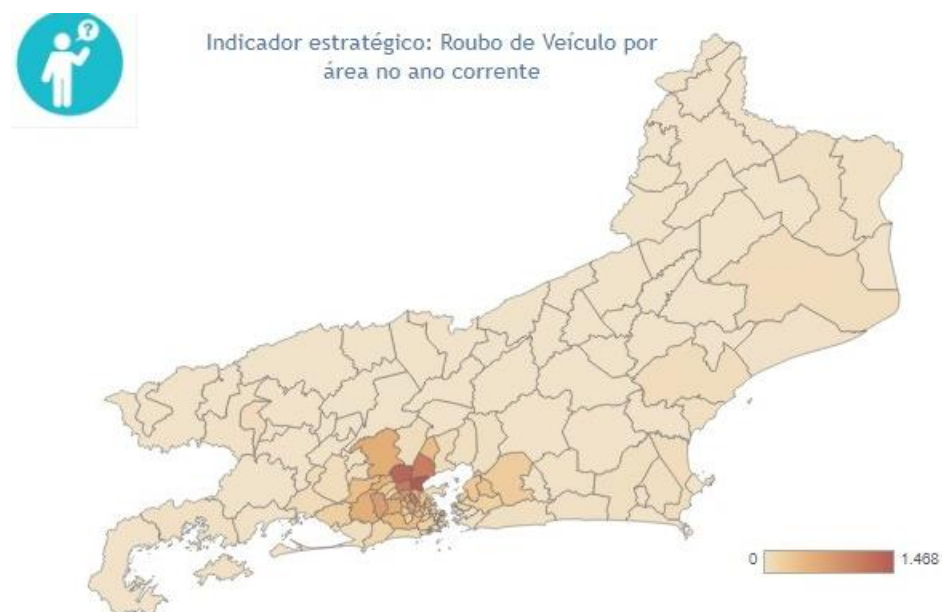 ?
Indicador estratégico: Roubo de Veículo por
área no ano corrente
0 1.468